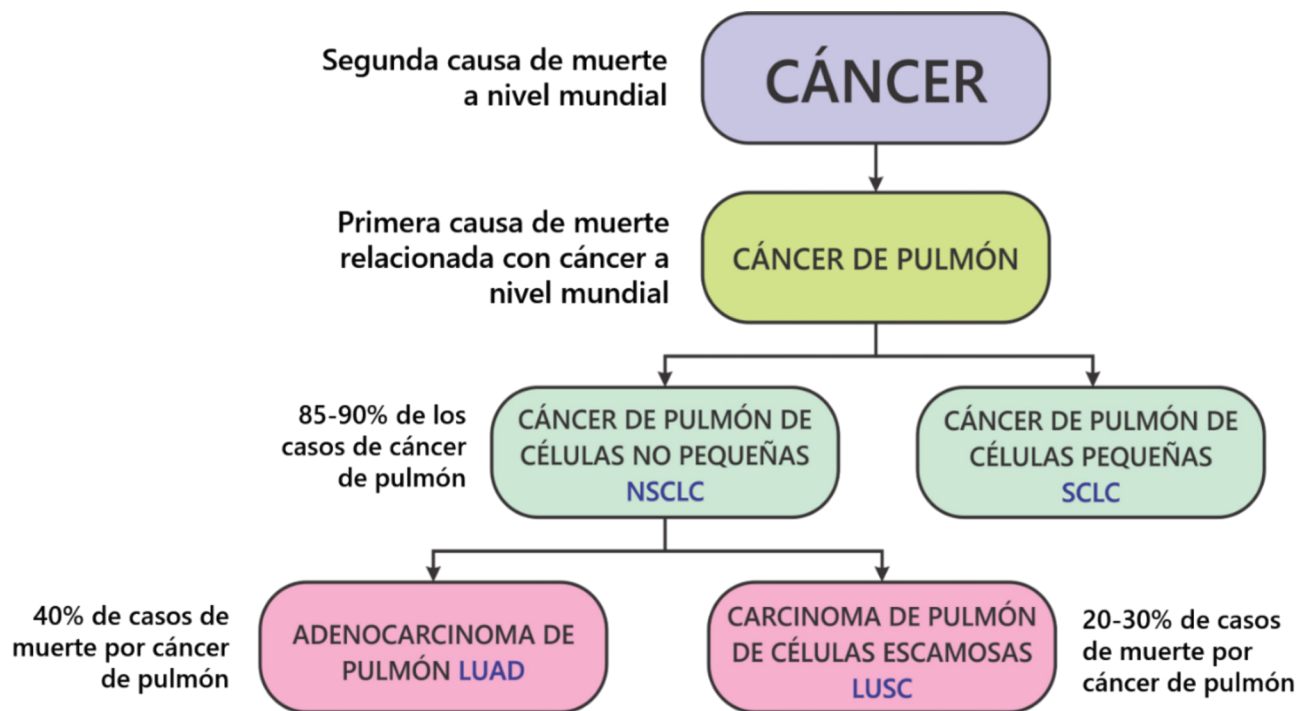 Segunda causa de muerte
a nivel mundial
CÁNCER
Primera causa de muerte
relacionada con cáncer a
nivel mundial
CÁNCER DE PULMÓN
85-90% de los
casos de cáncer
de pulmón
CÁNCER DE PULMÓN DE
CÉLULAS NO PEQUEÑAS
NSCLC
CÁNCER DE PULMÓN DE
CÉLULAS PEQUEÑAS
SCLC
40% de casos de
muerte por cáncer
de pulmón
ADENOCARCINOMA DE
PULMÓN LUAD
CARCINOMA DE PULMÓN
DE CÉLULAS ESCAMOSAS
LUSC
20-30% de casos
de muerte por
cáncer de pulmón